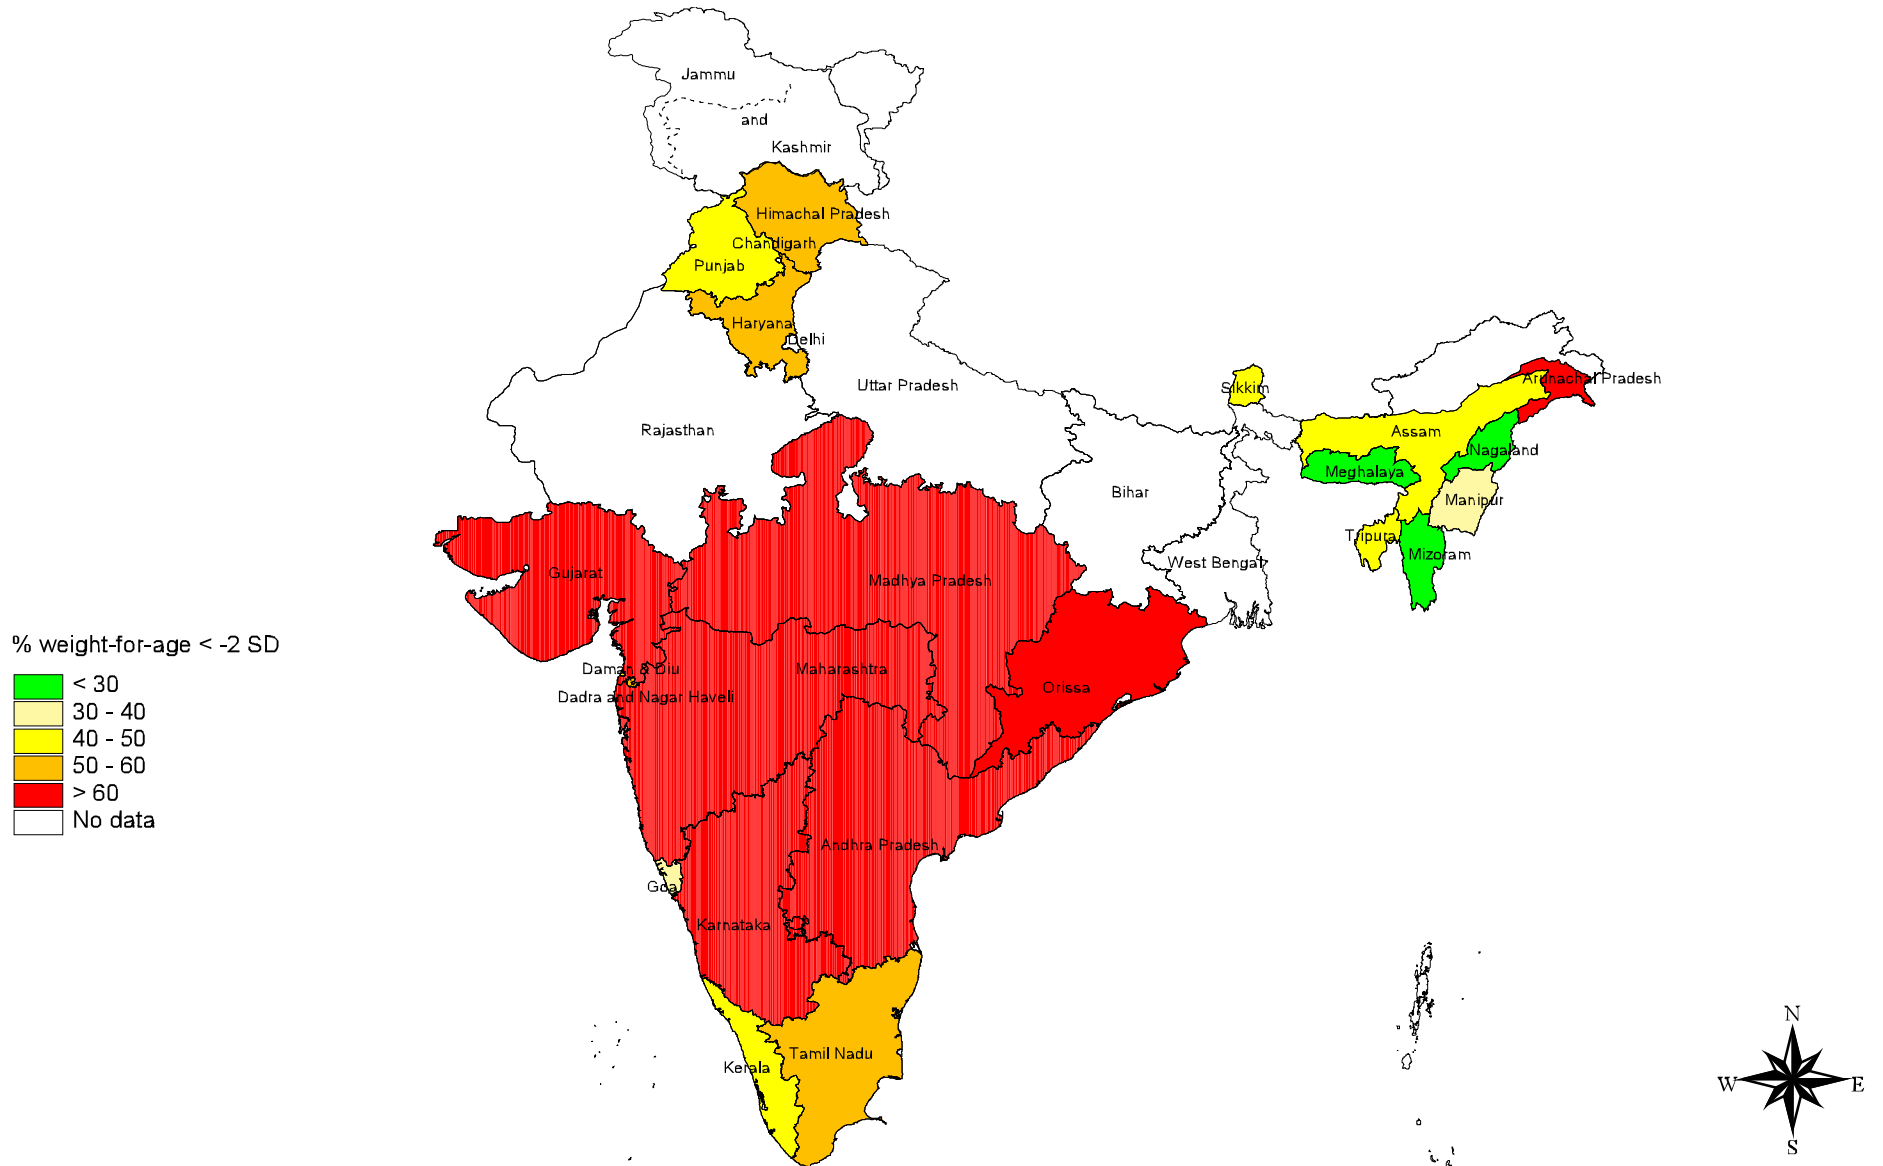 Jammu
and
Kashmir
Himachal Pradesh
Chandigarh
Punjab
Haryana
Delhi
Uttar Pradesh
Rajasthan
Sikkim
Arunachal Pradesh
Assam
Nagaland
Meghalaya
Manipur
Tripura
Mizoram
Bihar
West Bengal
Gujarat
Madhya Pradesh
Daman & Diu
Maharashtra
Dadra and Nagar Haveli
Orissa
Andhra Pradesh
Goa
Karnataka
Tamil Nadu
Kerala
% weight-for-age < -2 SD
< 30
30 - 40
40 - 50
50 - 60
> 60
No data
N
W
E
S